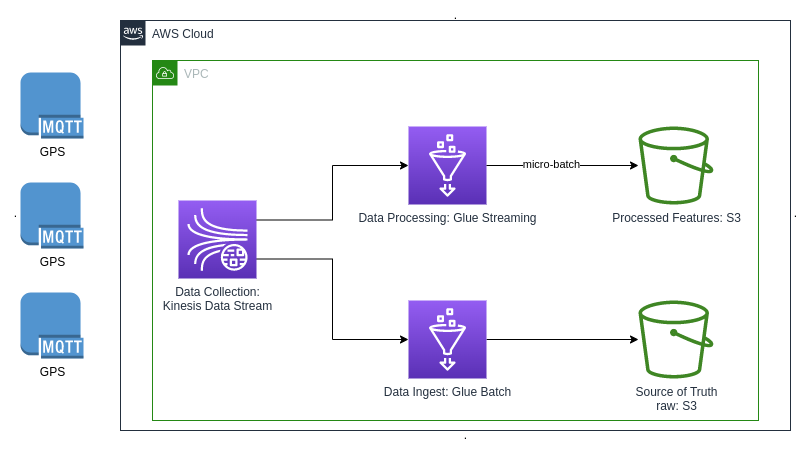 aws
AWS Cloud
VPC
MQTT
GPS
MQTT
GPS
MQTT
GPS
Data Collection:
Kinesis Data Stream
Data Processing: Glue Streaming
micro-batch
Processed Features: S3
Data Ingest: Glue Batch
Source of Truth
raw: S3